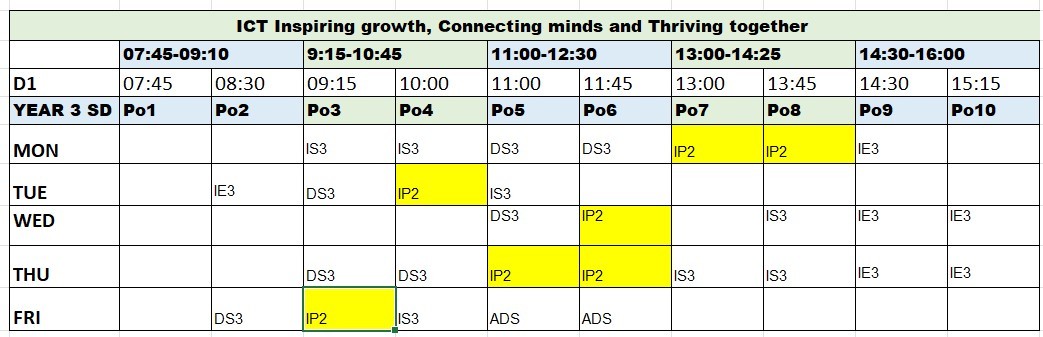 ICT Inspiring growth, Connecting minds and Thriving together
07:45-09:10 9:15-10:45 11:00-12:30 13:00-14:25 14:30-16:00
D1 07:45 08:30 09:15 10:00 11:00 11:45 13:00 13:45 14:30 15:15
YEAR 3 SD Po1 Po2 Po3 Po4 Po5 Po6 Po7 Po8 Po9 Po10
MON IS3 IS3 DS3 DS3 IP2 IP2 IE3
TUE IE3 DS3 IP2 IS3
WED DS3 IP2 IS3 IE3 IE3
THU DS3 DS3 IP2 IP2 IS3 IS3 IE3 IE3
FRI DS3 IP2 IS3 ADS ADS